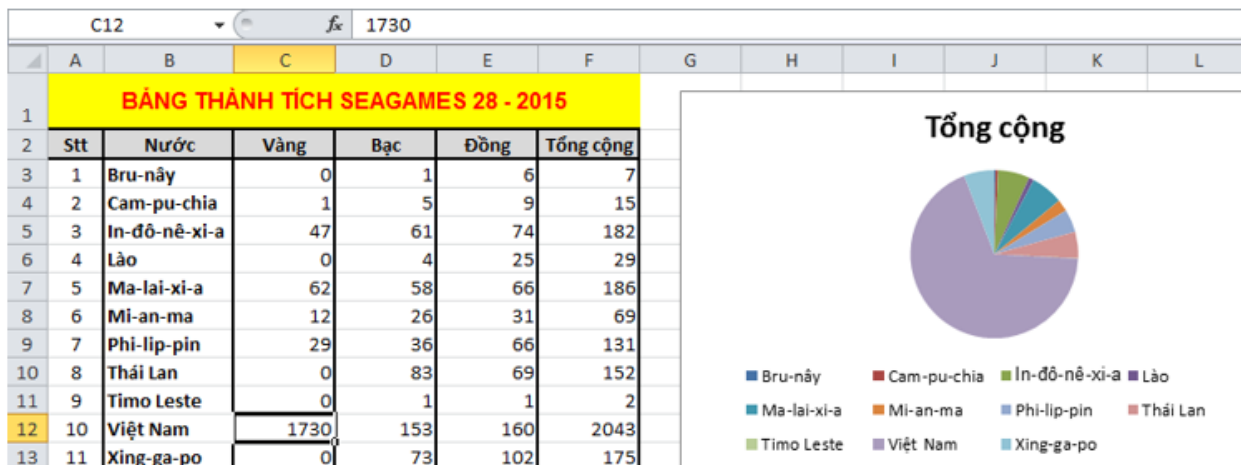 C12 fx 1730
A B C D E F G H I J K L
1 BẢNG THÀNH TÍCH SEAGAMES 28 - 2015
2 Stt Nước Vàng Bạc Đồng Tổng cộng
3 1 Bru-nây 0 1 6 7
4 2 Cam-pu-chia 1 5 9 15
5 3 In-đô-nê-xi-a 47 61 74 182
6 4 Lào 0 4 25 29
7 5 Ma-lai-xi-a 62 58 66 186
8 6 Mi-an-ma 12 26 31 69
9 7 Phi-lip-pin 29 36 66 131
10 8 Thái Lan 0 83 69 152
11 9 Timo Leste 0 1 1 2
12 10 Việt Nam 1730 153 160 2043
13 11 Xing-ga-po 0 73 102 175
Tổng cộng
Bru-nây Cam-pu-chia In-đô-nê-xi-a Lào
Ma-lai-xi-a Mi-an-ma Phi-lip-pin Thái Lan
Timo Leste Việt Nam Xing-ga-po